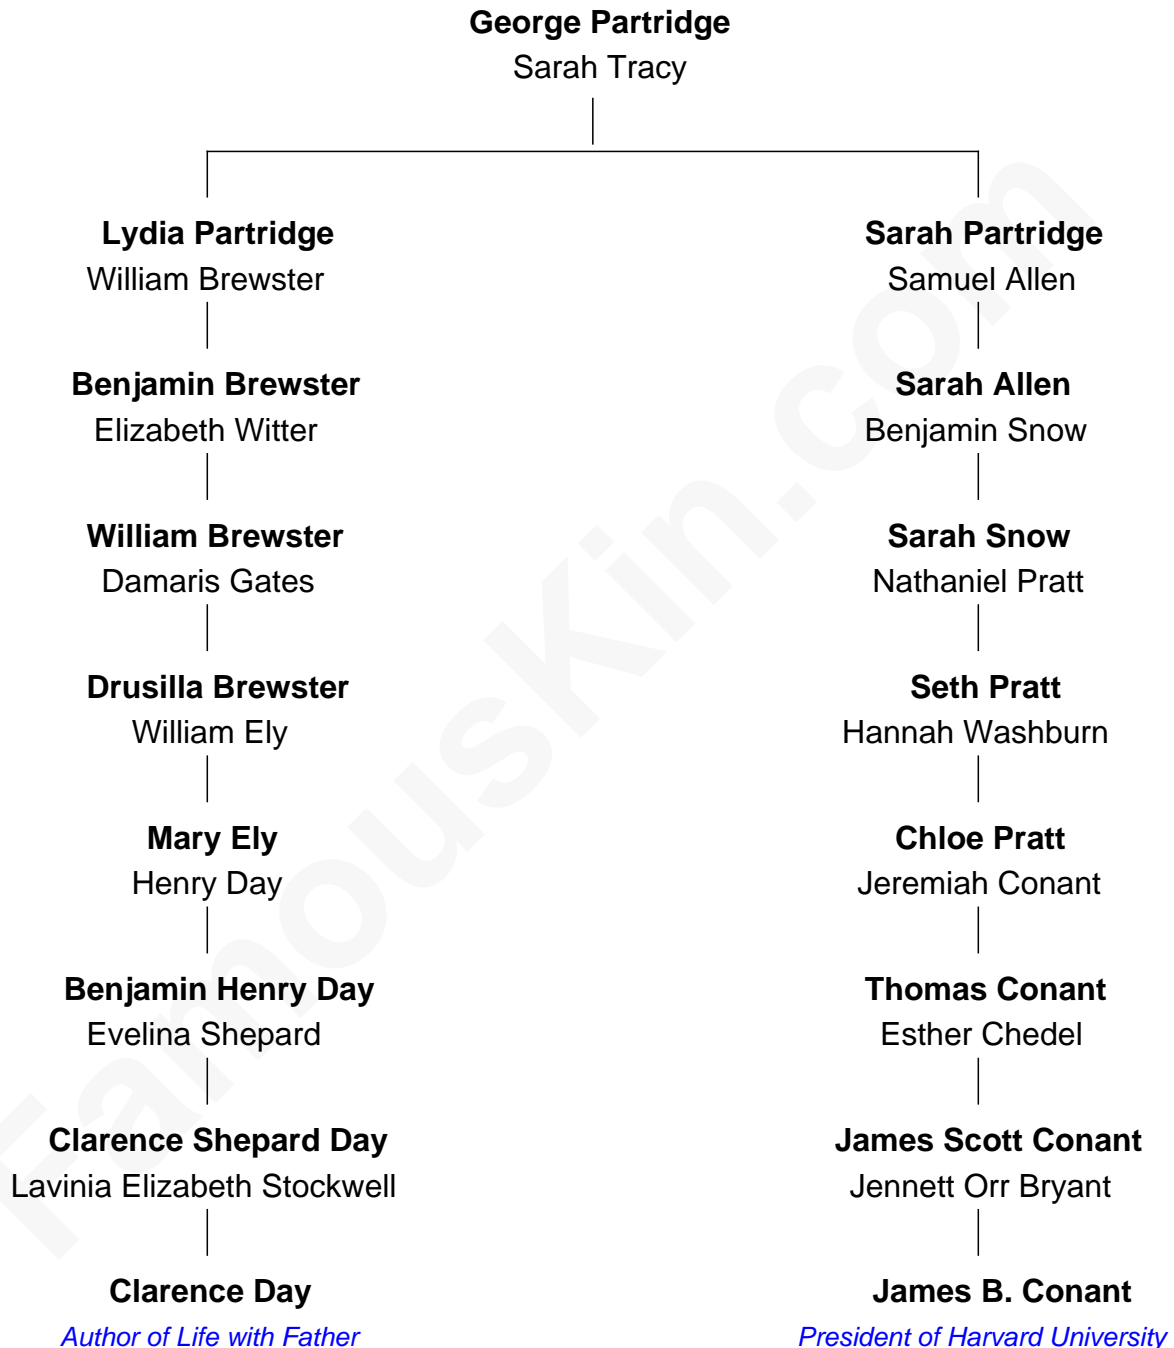 George Partridge
Sarah Tracy
Lydia Partridge
William Brewster
Sarah Partridge
Samuel Allen
Benjamin Brewster
Elizabeth Witter
Sarah Allen
Benjamin Snow
William Brewster
Damaris Gates
Sarah Snow
Nathaniel Pratt
Drusilla Brewster
William Ely
Seth Pratt
Hannah Washburn
Mary Ely
Henry Day
Chloe Pratt
Jeremiah Conant
Benjamin Henry Day
Evelina Shepard
Thomas Conant
Esther Chedel
Clarence Shepard Day
Lavinia Elizabeth Stockwell
James Scott Conant
Jennett Orr Bryant
Clarence Day
Author of Life with Father
James B. Conant
President of Harvard University
FamousKin.com